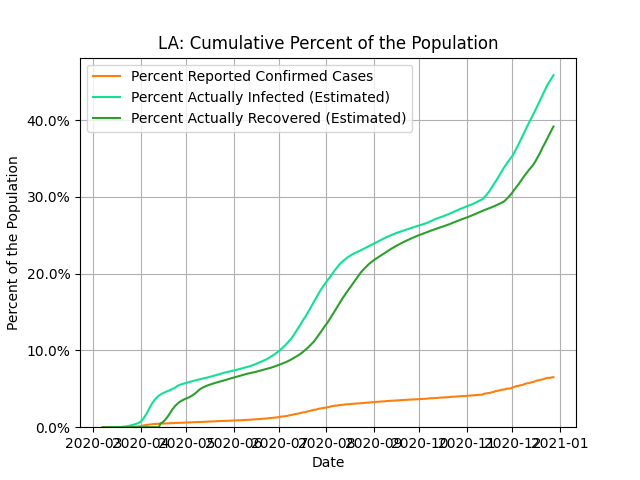 LA: Cumulative Percent of the Population
Percent Reported Confirmed Cases
Percent Actually Infected (Estimated)
Percent Actually Recovered (Estimated)
Percent of the Population
40.0%
30.0%
20.0%
10.0%
0.0%
2020-03 2020-04 2020-05 2020-06 2020-07 2020-08 2020-09 2020-10 2020-11 2020-12 2021-01
Date